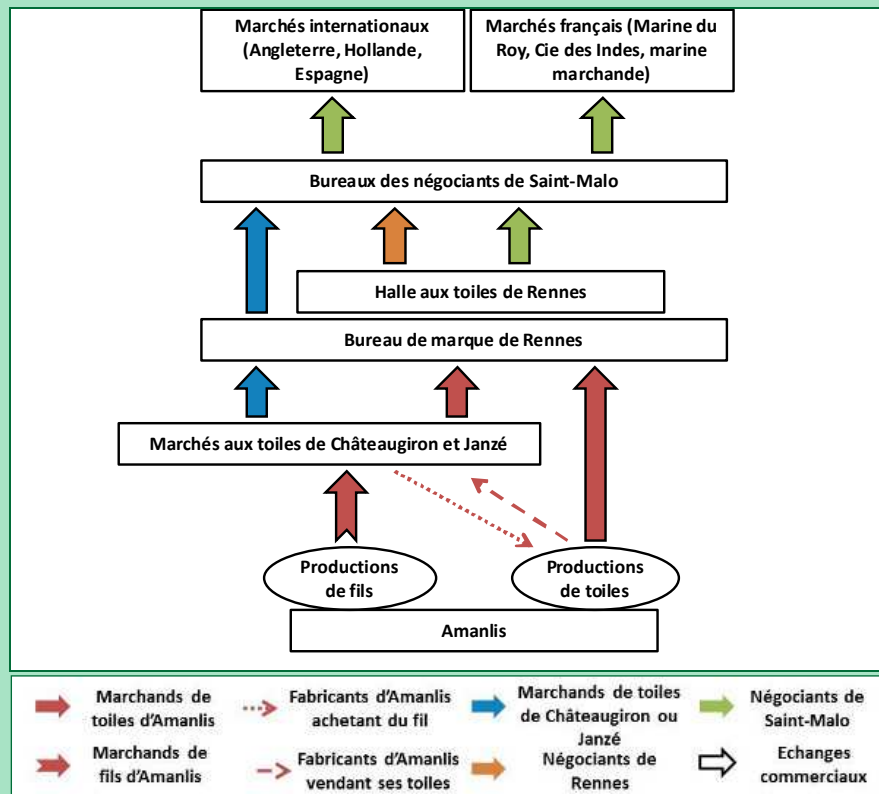 Marchés internationaux
(Angleterre, Hollande,
Espagne)
Marchés français (Marine du
Roy, Cie des Indes, marine
marchande)
Bureaux des négociants de Saint-Malo
Halle aux toiles de Rennes
Bureau de marque de Rennes
Marchés aux toiles de Châteaugiron et Janzé
Productions
de fils
Productions
de toiles
Amanlis
Marchands de
toiles d'Amanlis
Fabricants d'Amanlis
achetant du fil
Marchands de toiles
de Châteaugiron ou
Janzé
Négociants de
Saint-Malo
Marchands de
fils d'Amanlis
Fabricants d'Amanlis
vendant ses toiles
Négociants de
Rennes
Echanges
commerciaux